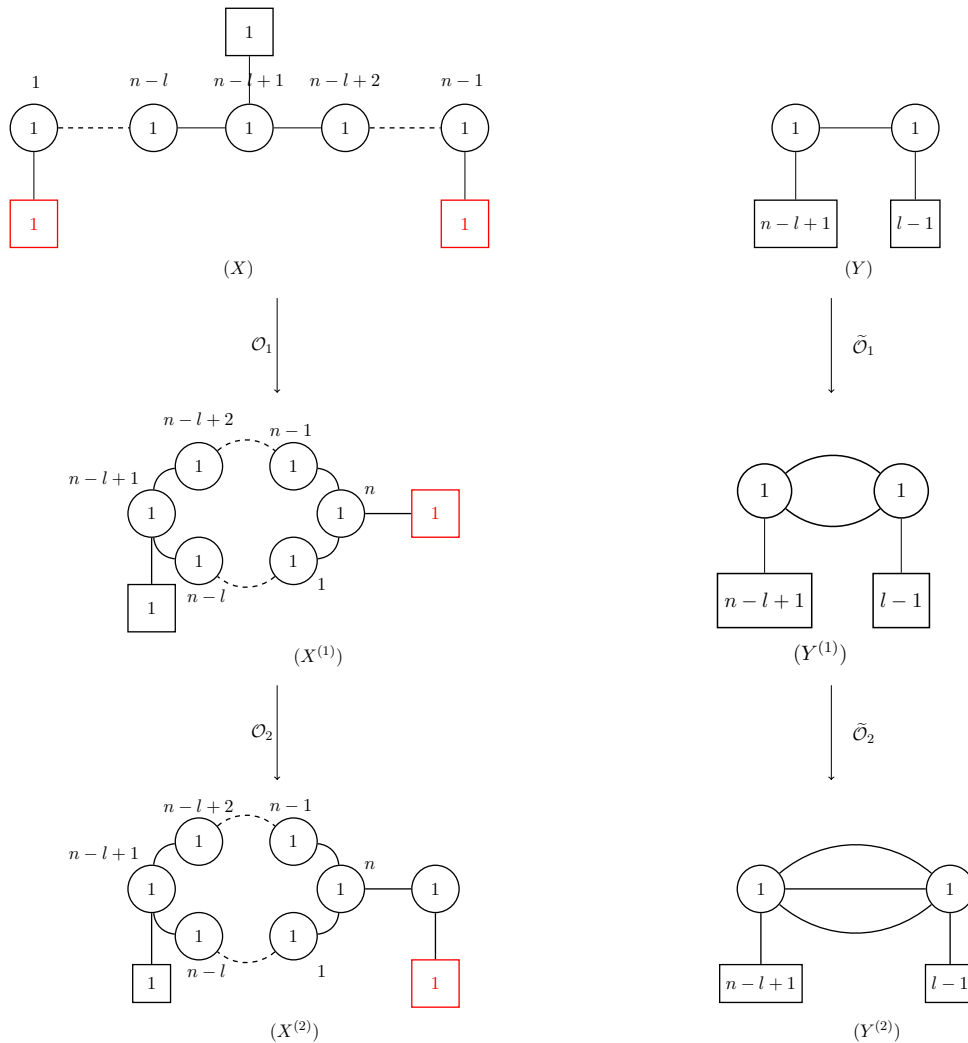 1
1 n−l n−l+1 n−l+2 n−1
1 1 1 1 1 1 1
1 1 n−l+1 l−1
(X) (Y)
𝒪₁ 𝒪̃₁
n−l+2 n−1
1 1
n−l+1 n
1 1 1 1 1
1 1
n−l 1
1 n−l+1 l−1
(X⁽¹⁾) (Y⁽¹⁾)
𝒪₂ 𝒪̃₂
n−l+2 n−1
1 1
n−l+1 n
1 1 1 1 1
1 1
n−l 1
1 1 n−l+1 l−1
(X⁽²⁾) (Y⁽²⁾)